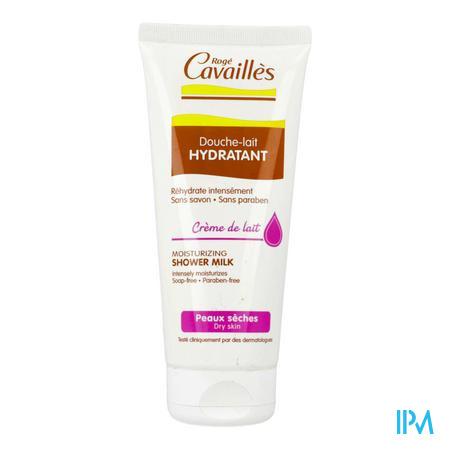 Rogé
Cavaillès
Douche-lait
HYDRATANT
Réhydrate intensément
Sans savon • Sans paraben
Crème de lait
MOISTURIZING
SHOWER MILK
Intensely moisturizes
Soap-free • Paraben-free
Peaux sèches
Dry skin
Testé cliniquement par des dermatologues
IPM